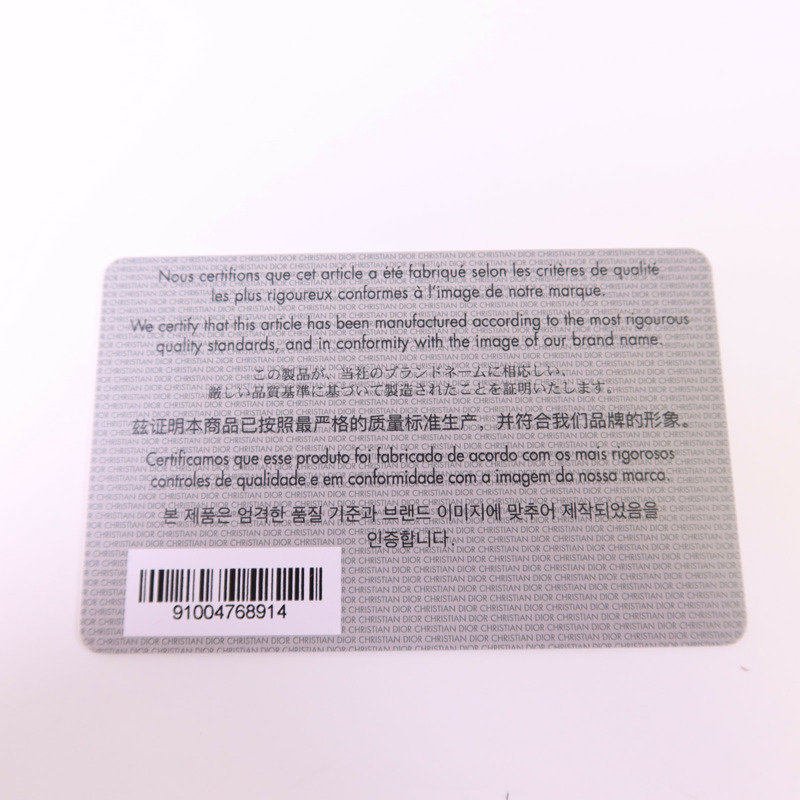 Nous certifions que cet article a été fabriqué selon les critères de qualité
les plus rigoureux conformes à l'image de notre marque.
We certify that this article has been manufactured according to the most rigourous
quality standards, and in conformity with the image of our brand name.
この製品が、当社のブランドネームに相応しい、
厳しい品質基準に基づいて製造されたことを証明いたします。
兹证明本商品已按照最严格的质量标准生产，并符合我们品牌的形象。
Certificamos que esse produto foi fabricado de acordo com os mais rigorosos
controles de qualidade e em conformidade com a imagem da nossa marca.
본 제품은 엄격한 품질 기준과 브랜드 이미지에 맞추어 제작되었음을
인증합니다.
91004768914